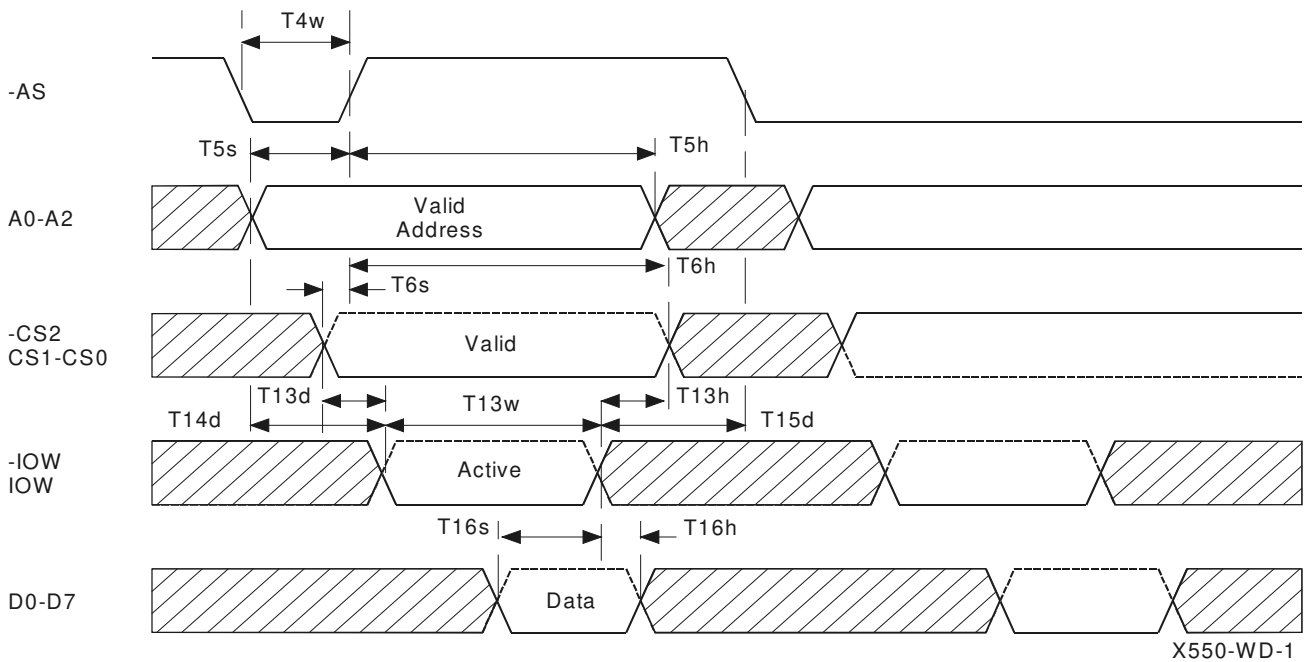 T4w
-AS
T5s
T5h
A0-A2
Valid
Address
T6h
T6s
-CS2
CS1-CS0
Valid
T13d
T13w
T13h
T14d
T15d
-IOW
IOW
Active
T16s
T16h
D0-D7
Data
X550-WD-1